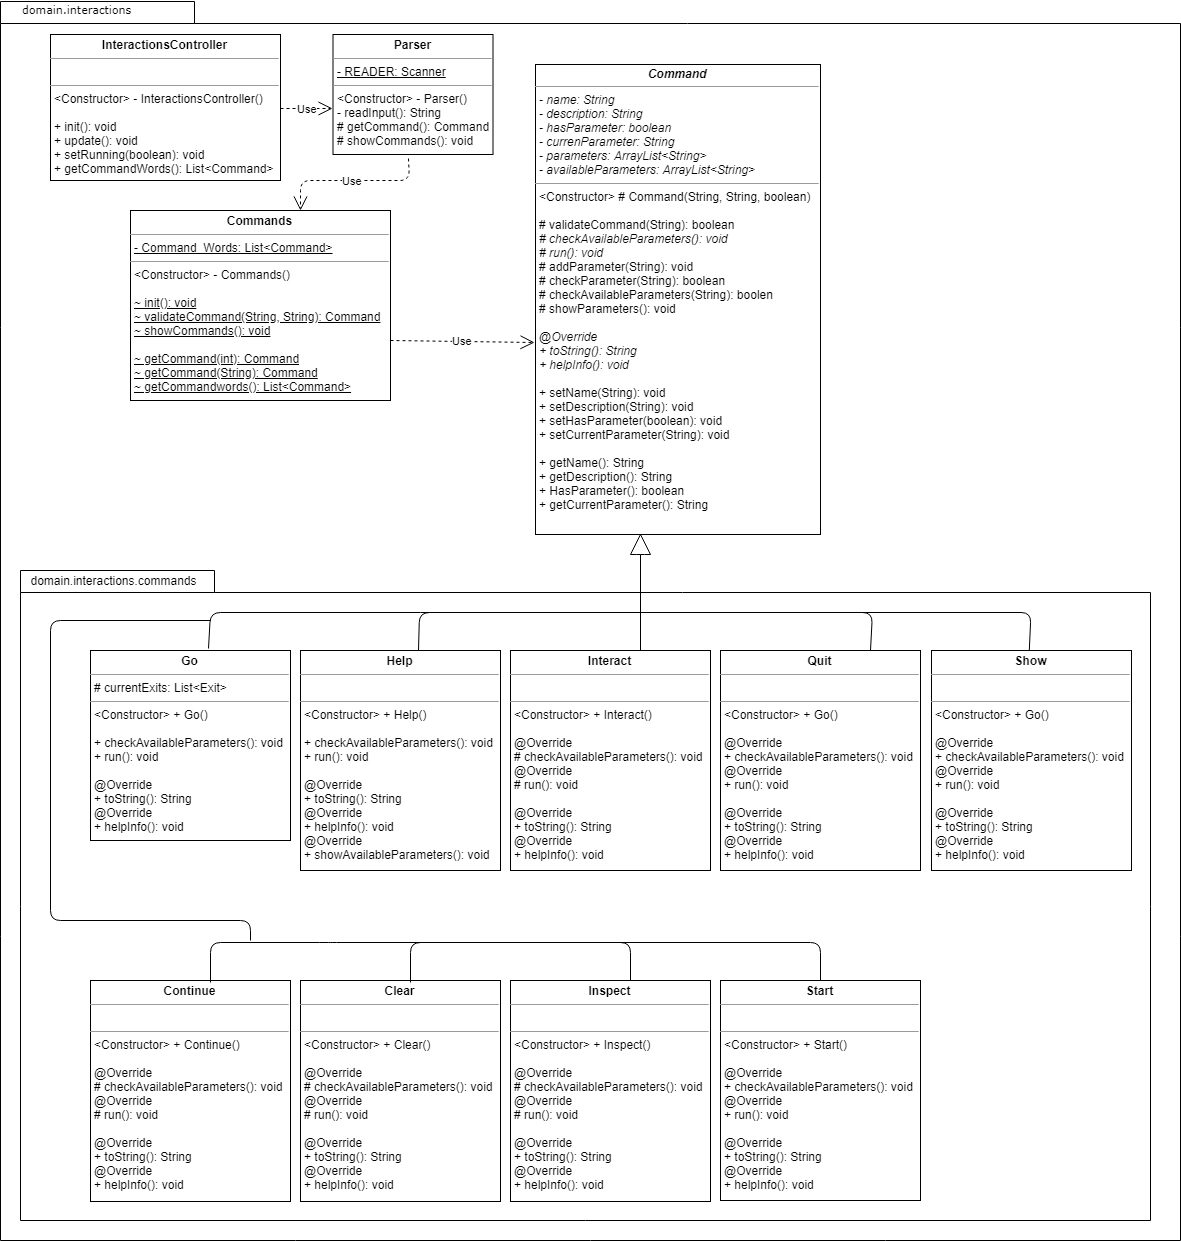 domain.interactions
InteractionsController
<Constructor> - InteractionsController()
+ init(): void
+ update(): void
+ setRunning(boolean): void
+ getCommandWords(): List<Command>
Use
Parser
- READER: Scanner
<Constructor> - Parser()
- readInput(): String
# getCommand(): Command
# showCommands(): void
Use
Commands
- Command_Words: List<Command>
<Constructor> - Commands()
~ init(): void
~ validateCommand(String, String): Command
~ showCommands(): void
~ getCommand(int): Command
~ getCommand(String): Command
~ getCommandwords(): List<Command>
Use
Command
- name: String
- description: String
- hasParameter: boolean
- currenParameter: String
- parameters: ArrayList<String>
- availableParameters: ArrayList<String>
<Constructor> # Command(String, String, boolean)
# validateCommand(String): boolean
# checkAvailableParameters(): void
# run(): void
# addParameter(String): void
# checkParameter(String): boolean
# checkAvailableParameters(String): boolen
# showParameters(): void
@Override
+ toString(): String
+ helpInfo(): void
+ setName(String): void
+ setDescription(String): void
+ setHasParameter(boolean): void
+ setCurrentParameter(String): void
+ getName(): String
+ getDescription(): String
+ HasParameter(): boolean
+ getCurrentParameter(): String
domain.interactions.commands
Go
# currentExits: List<Exit>
<Constructor> + Go()
+ checkAvailableParameters(): void
+ run(): void
@Override
+ toString(): String
@Override
+ helpInfo(): void
Help
<Constructor> + Help()
+ checkAvailableParameters(): void
+ run(): void
@Override
+ toString(): String
@Override
+ helpInfo(): void
@Override
+ showAvailableParameters(): void
Interact
<Constructor> + Interact()
@Override
# checkAvailableParameters(): void
@Override
# run(): void
@Override
+ toString(): String
@Override
+ helpInfo(): void
Quit
<Constructor> + Go()
@Override
+ checkAvailableParameters(): void
@Override
+ run(): void
@Override
+ toString(): String
@Override
+ helpInfo(): void
Show
<Constructor> + Go()
@Override
+ checkAvailableParameters(): void
@Override
+ run(): void
@Override
+ toString(): String
@Override
+ helpInfo(): void
Continue
<Constructor> + Continue()
@Override
# checkAvailableParameters(): void
@Override
# run(): void
@Override
+ toString(): String
@Override
+ helpInfo(): void
Clear
<Constructor> + Clear()
@Override
# checkAvailableParameters(): void
@Override
# run(): void
@Override
+ toString(): String
@Override
+ helpInfo(): void
Inspect
<Constructor> + Inspect()
@Override
# checkAvailableParameters(): void
@Override
# run(): void
@Override
+ toString(): String
@Override
+ helpInfo(): void
Start
<Constructor> + Start()
@Override
+ checkAvailableParameters(): void
@Override
+ run(): void
@Override
+ toString(): String
@Override
+ helpInfo(): void